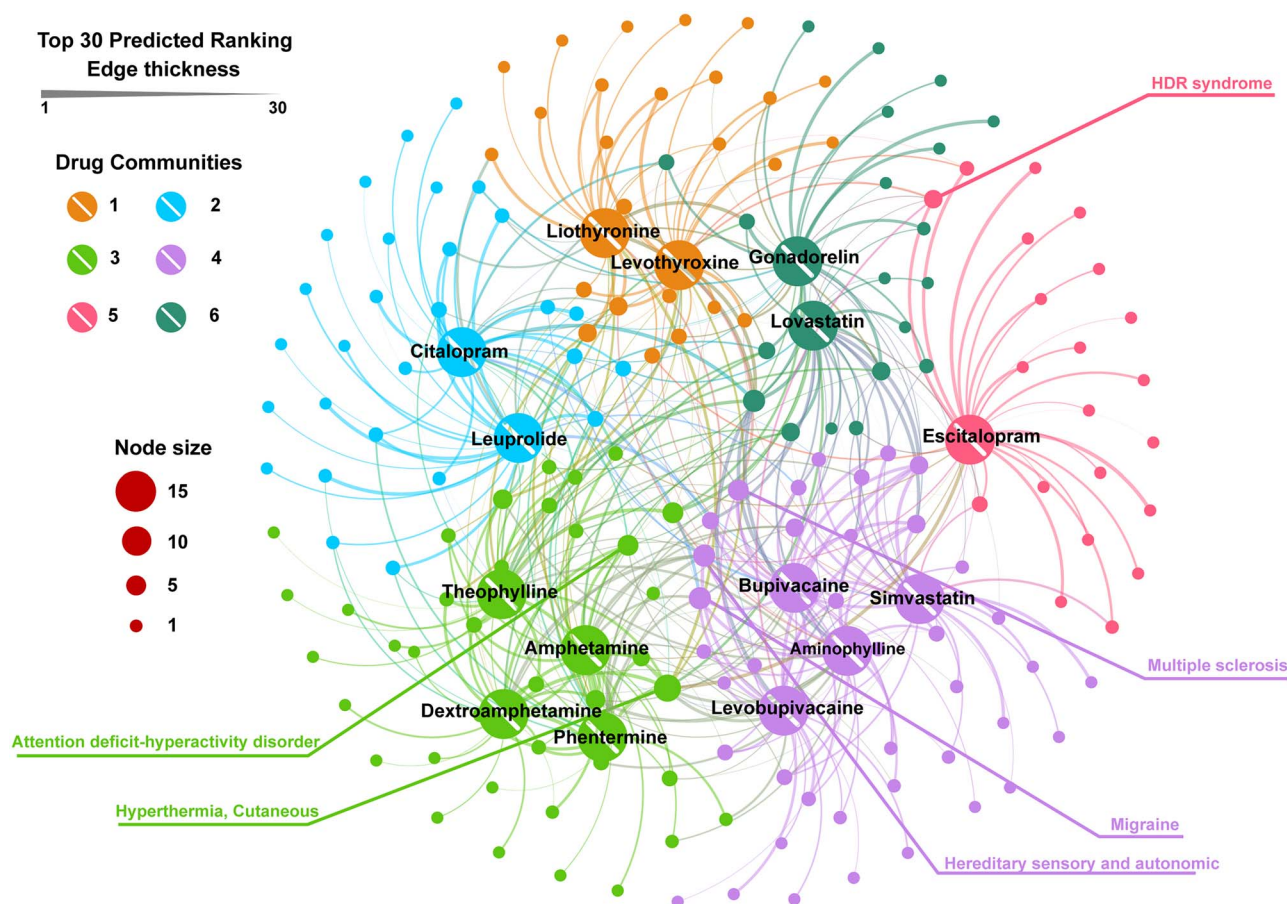 Top 30 Predicted Ranking
Edge thickness
1 30
Drug Communities
1 2
3 4
5 6
Node size
15
10
5
1
HDR syndrome
Liothyronine
Levothyroxine
Gonadorelin
Lovastatin
Citalopram
Leuprolide
Escitalopram
Theophylline
Bupivacaine
Simvastatin
Amphetamine
Aminophylline
Multiple sclerosis
Dextroamphetamine
Levobupivacaine
Phentermine
Attention deficit-hyperactivity disorder
Hyperthermia, Cutaneous
Migraine
Hereditary sensory and autonomic